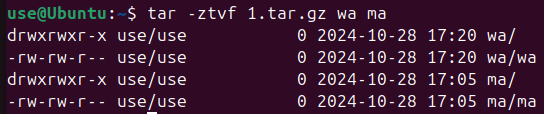 use@Ubuntu:~$ tar -ztvf 1.tar.gz wa ma
drwxrwxr-x use/use 0 2024-10-28 17:20 wa/
-rw-rw-r-- use/use 0 2024-10-28 17:20 wa/wa
drwxrwxr-x use/use 0 2024-10-28 17:05 ma/
-rw-rw-r-- use/use 0 2024-10-28 17:05 ma/ma